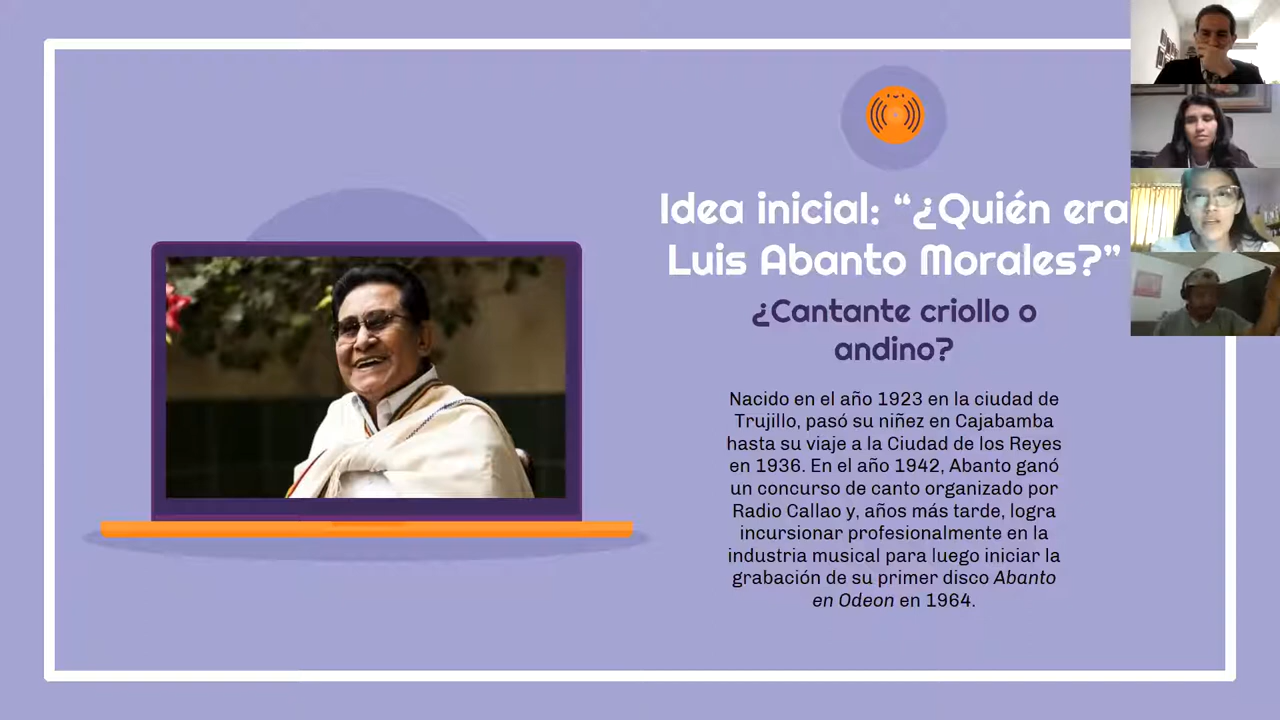 Idea inicial: “¿Quién era
Luis Abanto Morales?”
¿Cantante criollo o
andino?
Nacido en el año 1923 en la ciudad de
Trujillo, pasó su niñez en Cajabamba
hasta su viaje a la Ciudad de los Reyes
en 1936. En el año 1942, Abanto ganó
un concurso de canto organizado por
Radio Callao y, años más tarde, logra
incursionar profesionalmente en la
industria musical para luego iniciar la
grabación de su primer disco Abanto
en Odeon en 1964.